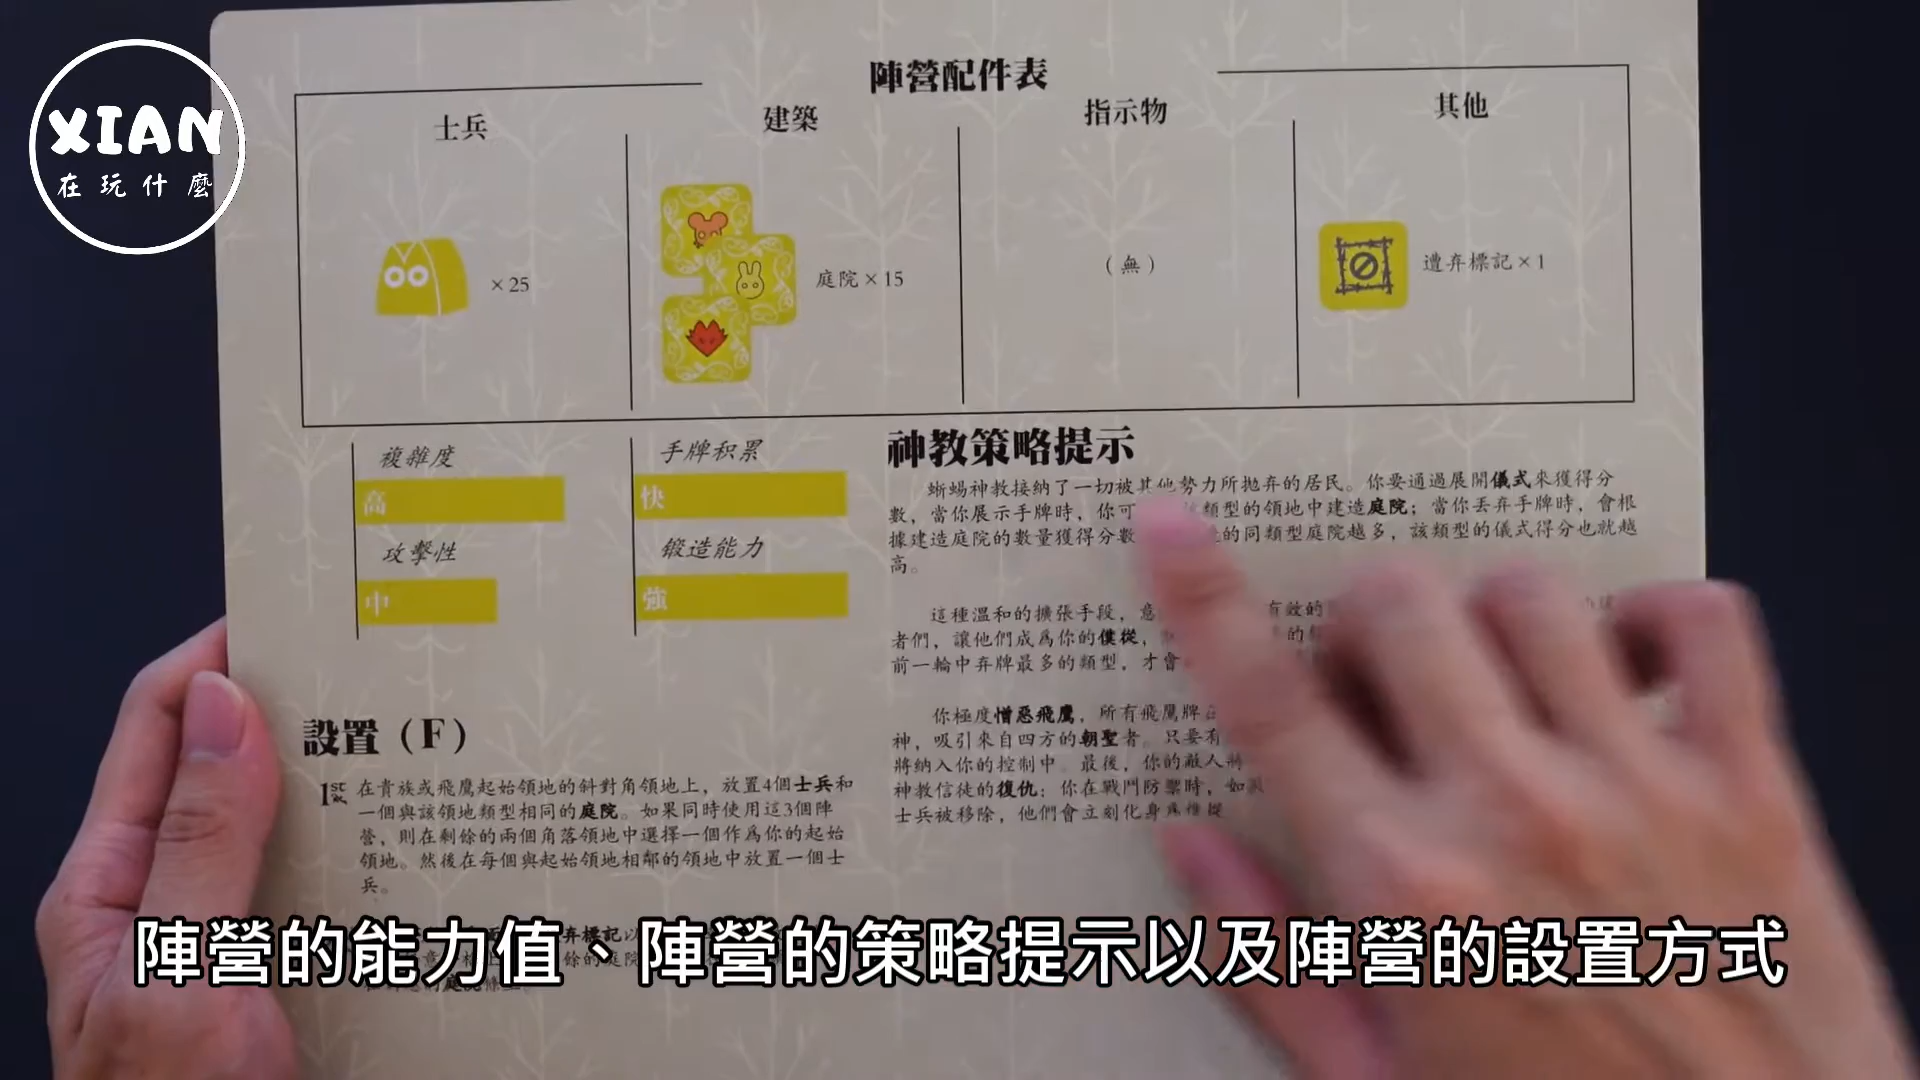 XIAN
在玩什麼
陣營配件表
士兵
建築
指示物
其他
×25
庭院×15
(無)
遭弃標記×1
複雜度
高
手牌积累
快
攻擊性
中
鍛造能力
強
神教策略提示
蜥蜴神教接納了一切被其他勢力所拋弃的居民。你要通過展開儀式來獲得分
數，當你展示手牌時，你可 類型的領地中建造庭院；當你丢弃手牌時，會根
據建造庭院的數量獲得分數 的同類型庭院越多，該類型的儀式得分也就越
高。
這種溫和的擴張手段，意 有效的
者們，讓他們成爲你的僕從， 的
前一輪中弃牌最多的類型，才會
你極度憎惡飛鷹，所有飛鷹牌
神，吸引來自四方的朝聖者。只要有
將納入你的控制中。最後，你的敵人將
神教信徒的復仇：你在戰鬥防禦時，如
士兵被移除，他們會立刻化身爲
設置（F）
1ST
在貴族或飛鷹起始領地的斜對角領地上，放置4個士兵和
一個與該領地類型相同的庭院。如果同時使用這3個陣
營，則在剩餘的兩個角落領地中選擇一個作爲你的起始
領地。然後在每個與起始領地相鄰的領地中放置一個士
兵。
弃標記
陣營的能力值、陣營的策略提示以及陣營的設置方式